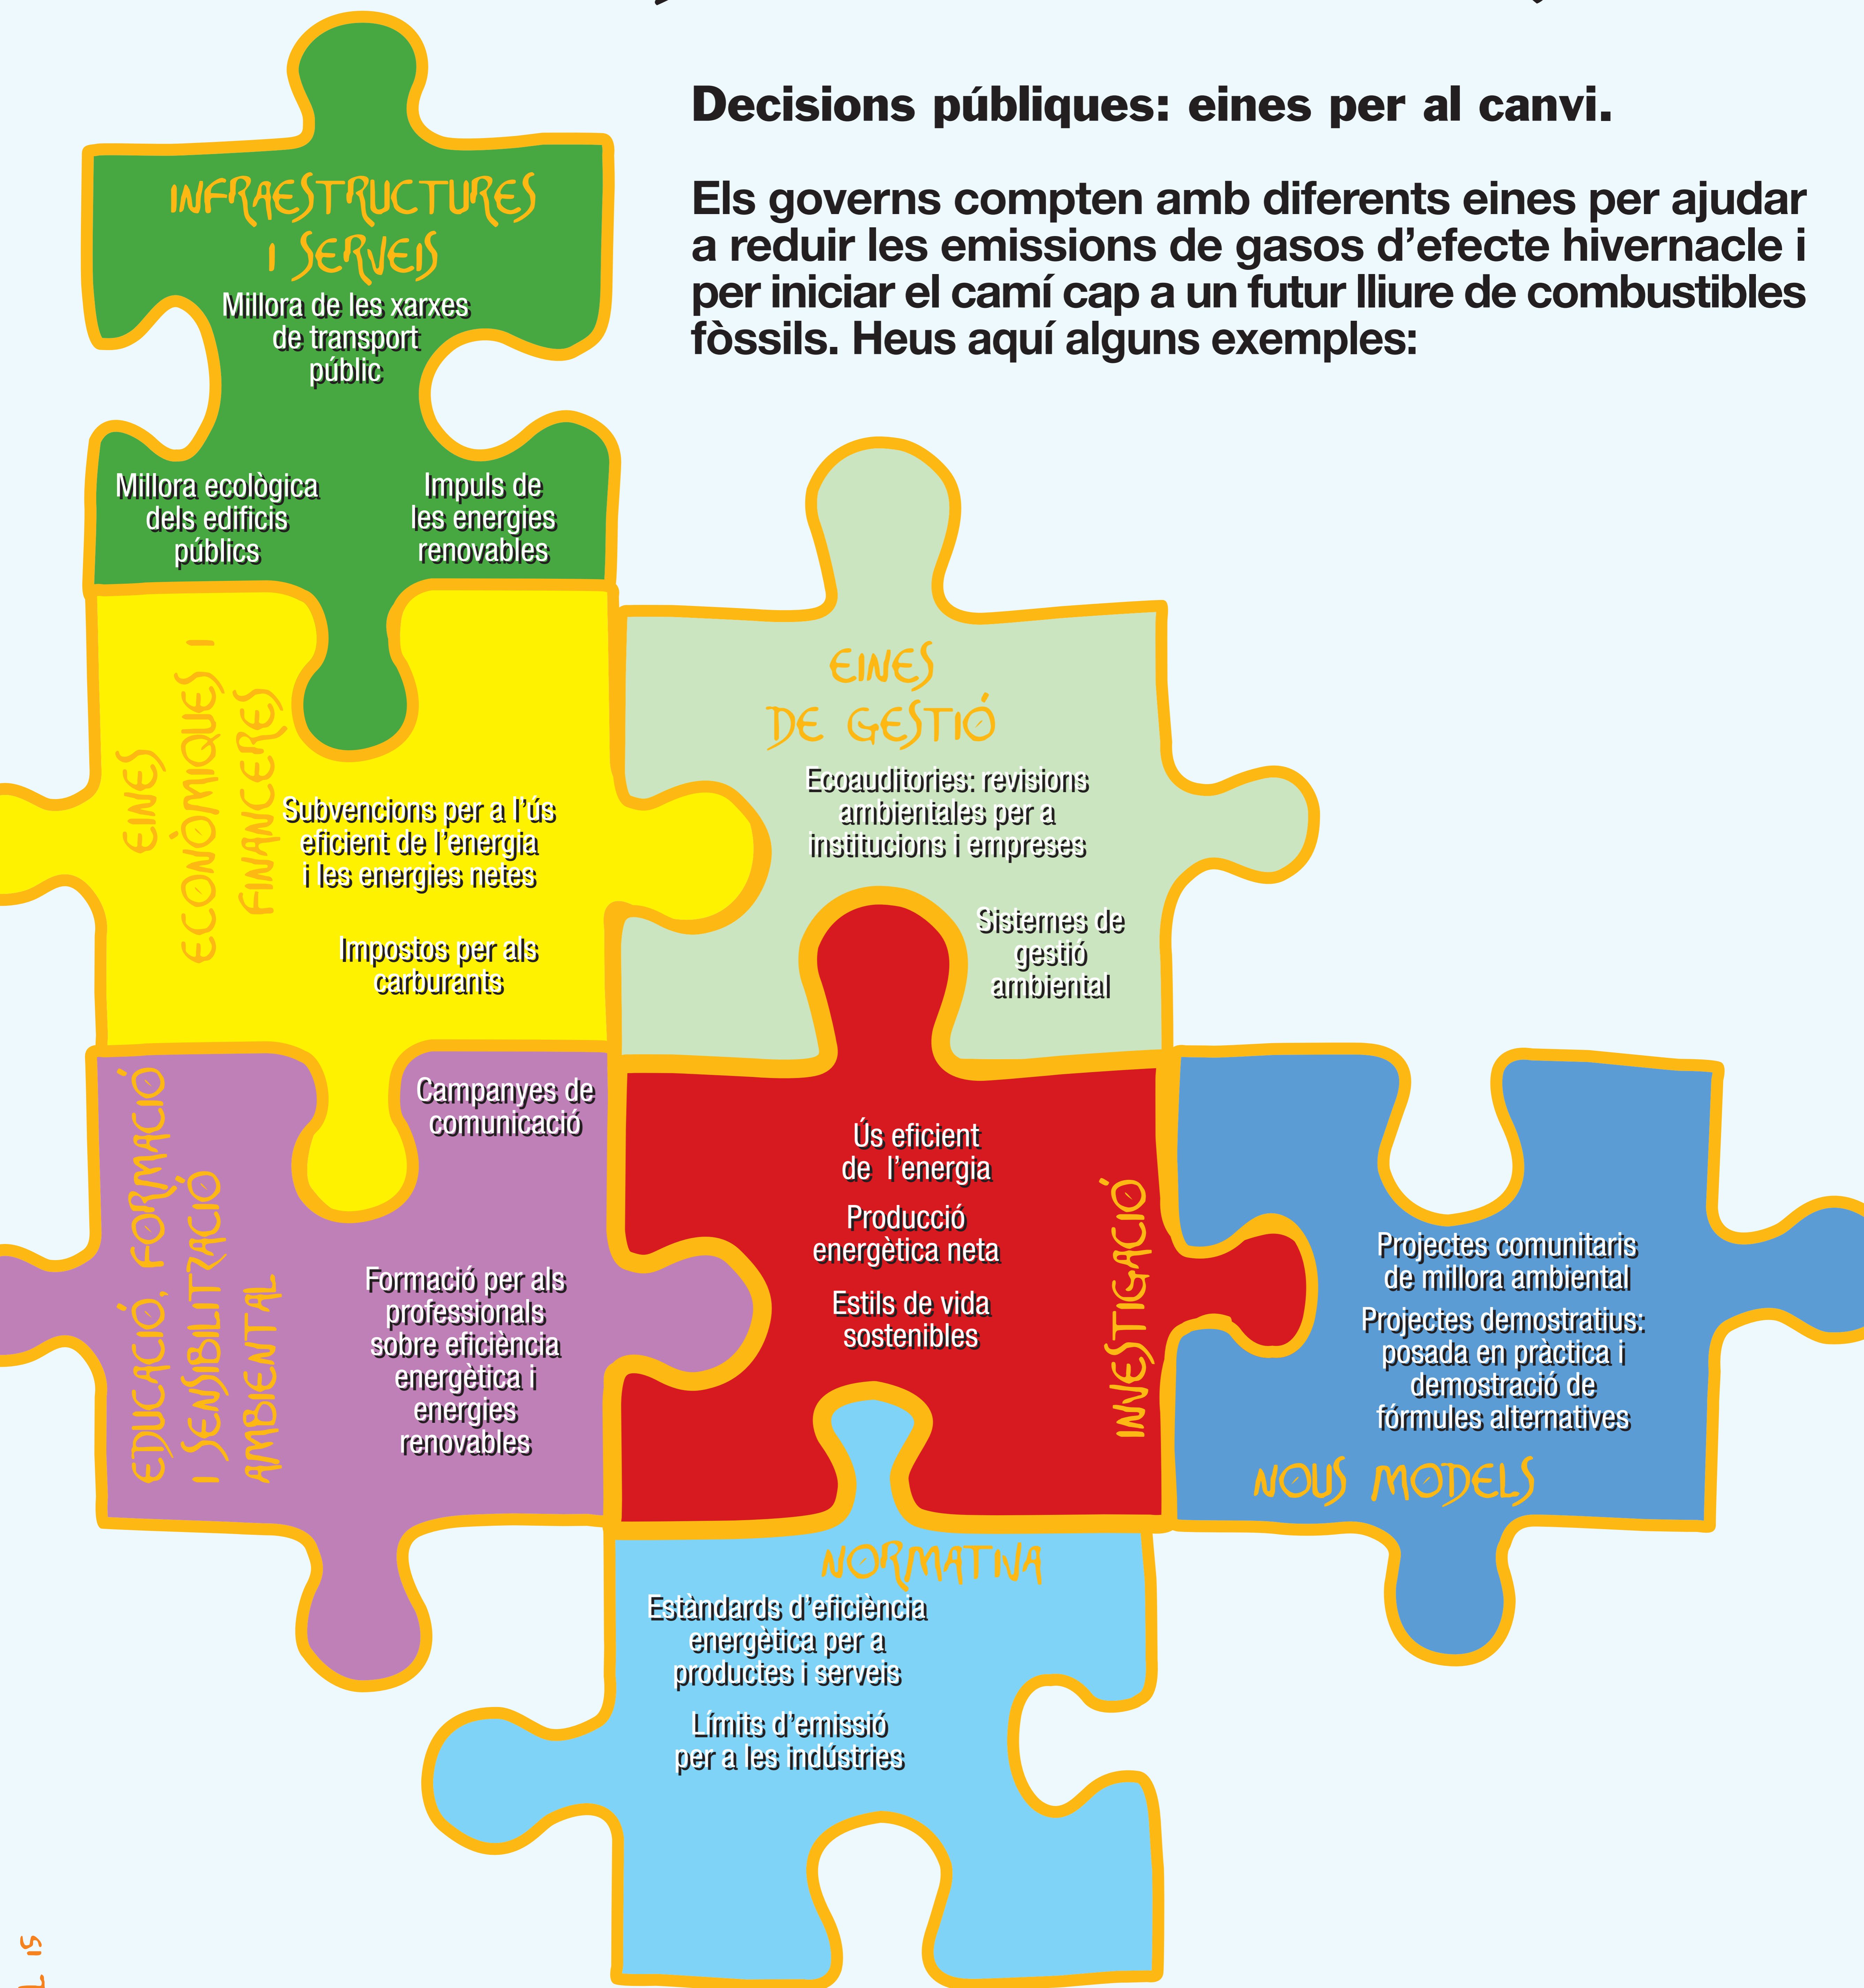 Decisions públiques: eines per al canvi.
Els governs compten amb diferents eines per ajudar
a reduir les emissions de gasos d’efecte hivernacle i
per iniciar el camí cap a un futur lliure de combustibles
fòssils. Heus aquí alguns exemples:
INFRAESTRUCTURES
I SERVEIS
Millora de les xarxes
de transport
públic
Millora ecològica
dels edificis
públics
Impuls de
les energies
renovables
EINES
ECONÒMIQUES I
FINANCERES
Subvencions per a l’ús
eficient de l’energia
i les energies netes
Impostos per als
carburants
EINES
DE GESTIÓ
Ecoauditories: revisions
ambientales per a
institucions i empreses
Sistemes de
gestió
ambiental
EDUCACIÓ, FORMACIÓ
I SENSIBILITZACIÓ
AMBIENTAL
Campanyes de
comunicació
Formació per als
professionals
sobre eficiència
energètica i
energies
renovables
Ús eficient
de l’energia
Producció
energètica neta
Estils de vida
sostenibles
INVESTIGACIÓ
Projectes comunitaris
de millora ambiental
Projectes demostratius:
posada en pràctica i
demostració de
fórmules alternatives
NOUS MODELS
NORMATIVA
Estàndards d’eficiència
energètica per a
productes i serveis
Límits d’emissió
per a les indústries
SI